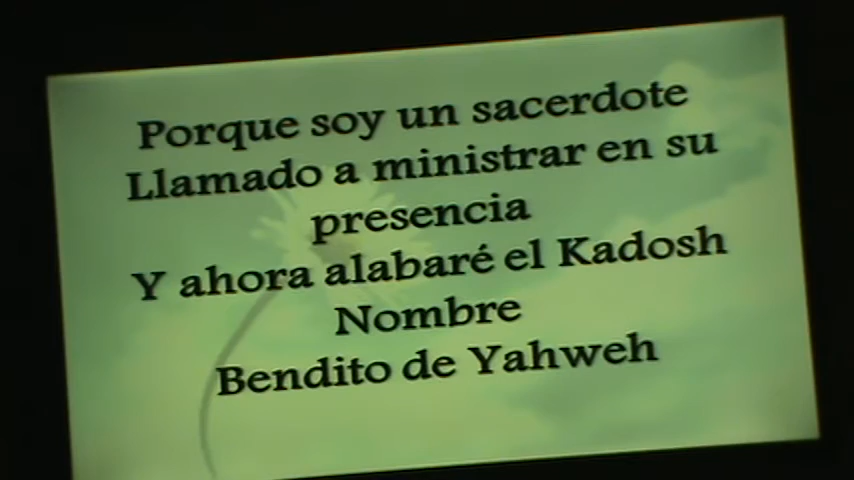 Porque soy un sacerdote
Llamado a ministrar en su
presencia
Y ahora alabaré el Kadosh
Nombre
Bendito de Yahweh